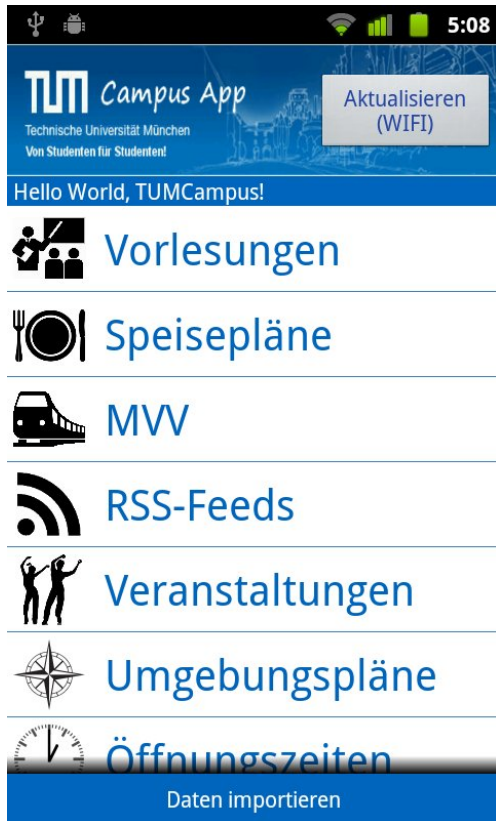 5:08
TUM Campus App
Technische Universität München
Von Studenten für Studenten!
Aktualisieren
(WIFI)
Hello World, TUMCampus!
Vorlesungen
Speisepläne
MVV
RSS-Feeds
Veranstaltungen
Umgebungspläne
Öffnungszeiten
Daten importieren